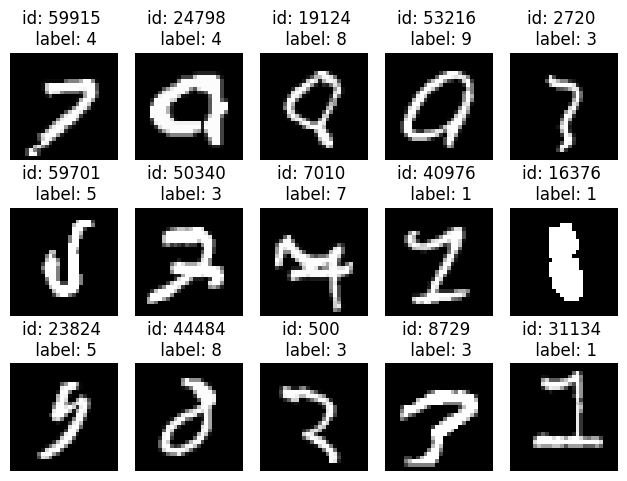 id: 59915 id: 24798 id: 19124 id: 53216 id: 2720
label: 4 label: 4 label: 8 label: 9 label: 3
id: 59701 id: 50340 id: 7010 id: 40976 id: 16376
label: 5 label: 3 label: 7 label: 1 label: 1
id: 23824 id: 44484 id: 500 id: 8729 id: 31134
label: 5 label: 8 label: 3 label: 3 label: 1